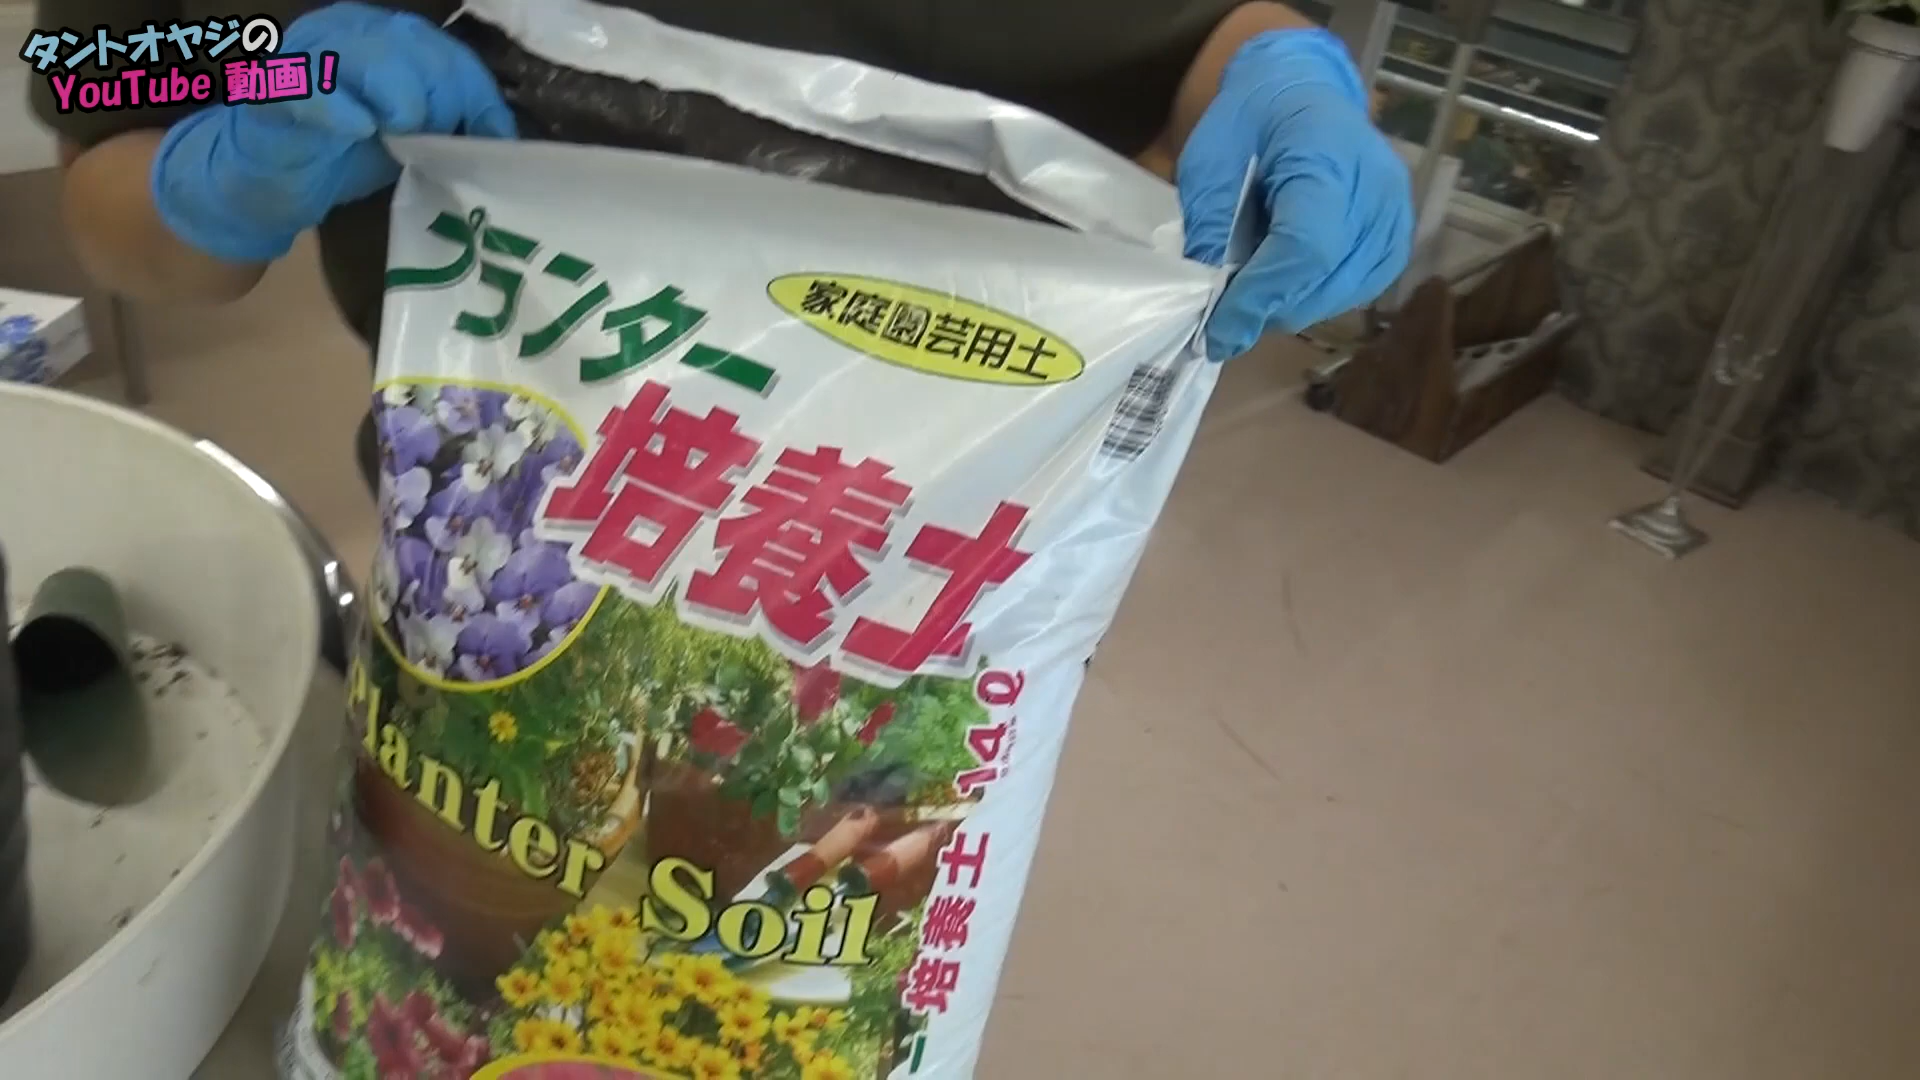 タントオヤジの
YouTube 動画！
プランター
家庭園芸用土
培養土
Planter Soil
培養土 14ℓ